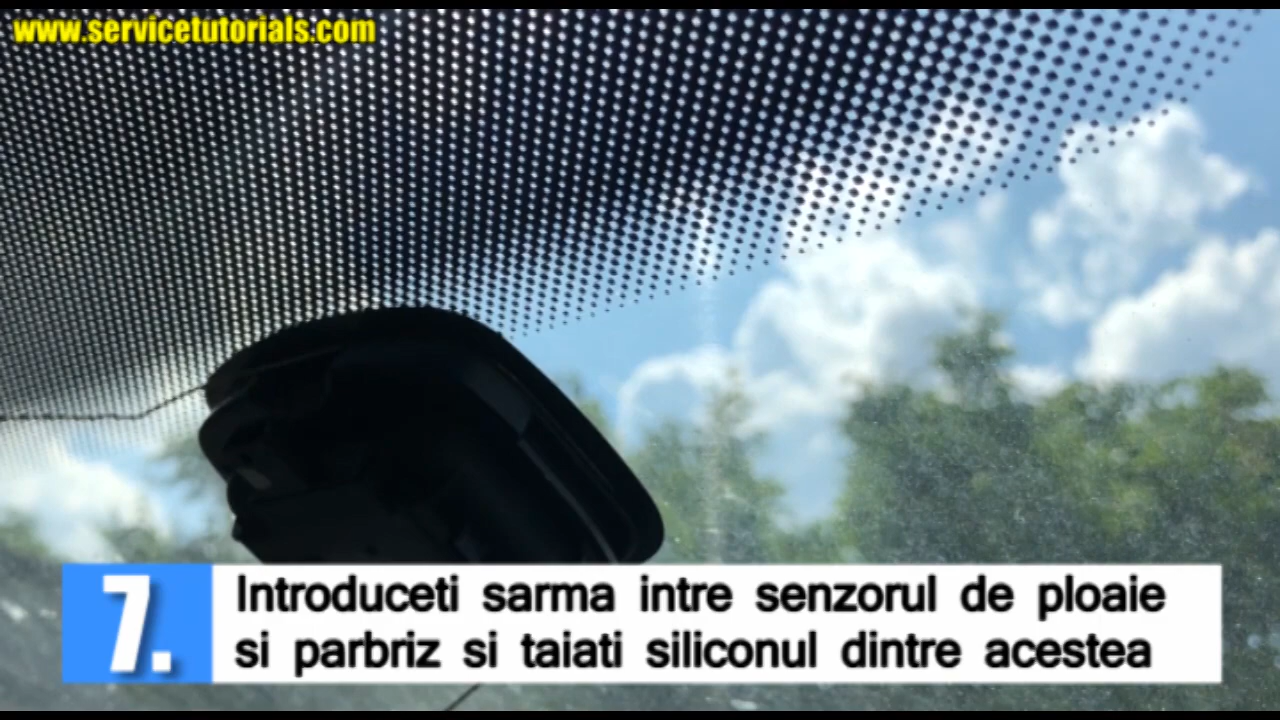 www.servicetutorials.com
7.
Introduceti sarma intre senzorul de ploaie
si parbriz si taiati siliconul dintre acestea